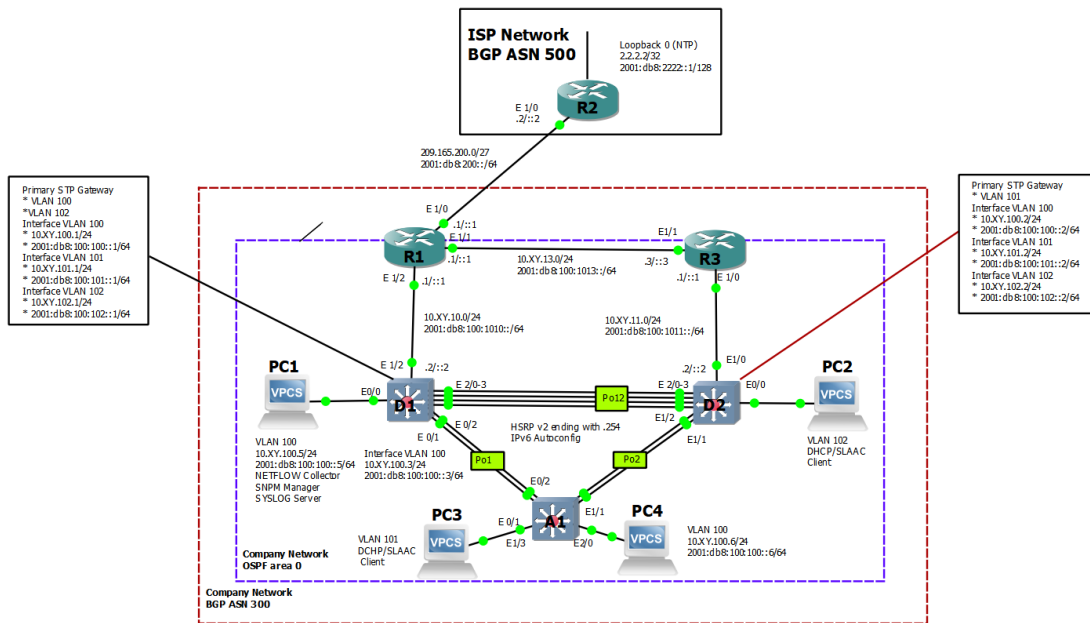 ISP Network
BGP ASN 500
Loopback 0 (NTP)
2.2.2.2/32
2001:db8:2222::1/128
R2
E 1/0
.2/::2
209.165.200.0/27
2001:db8:200::/64
Primary STP Gateway
* VLAN 100
*VLAN 102
Interface VLAN 100
* 10.XY.100.1/24
* 2001:db8:100:100::1/64
Interface VLAN 101
* 10.XY.101.1/24
* 2001:db8:100:101::1/64
Interface VLAN 102
* 10.XY.102.1/24
* 2001:db8:100:102::1/64
Primary STP Gateway
* VLAN 101
Interface VLAN 100
* 10.XY.100.2/24
* 2001:db8:100:100::2/64
Interface VLAN 101
* 10.XY.101.2/24
* 2001:db8:100:101::2/64
Interface VLAN 102
* 10.XY.102.2/24
* 2001:db8:100:102::2/64
E 1/0
.1/::1
E 1/1
.1/::1
R1
E 1/2
.1/::1
10.XY.13.0/24
2001:db8:100:1013::/64
E1/1
.3/::3
R3
.1/::1
E 1/0
10.XY.10.0/24
2001:db8:100:1010::/64
10.XY.11.0/24
2001:db8:100:1011::/64
E 1/2
.2/::2
E1/0
.2/::2
PC1
VPCS
E0/0
D1
E 2/0-3
Po12
E 2/0-3
D2
E0/0
PC2
VPCS
E 0/2
E 0/1
HSRP v2 ending with .254
IPv6 Autoconfig
E1/2
E1/1
VLAN 100
10.XY.100.5/24
2001:db8:100:100::5/64
NETFLOW Collector
SNPM Manager
SYSLOG Server
Interface VLAN 100
10.XY.100.3/24
2001:db8:100:100::3/64
Po1
Po2
VLAN 102
DHCP/SLAAC
Client
E0/2
E1/1
A1
PC3
VPCS
E 0/1
E1/3
E2/0
PC4
VPCS
VLAN 101
DCHP/SLAAC
Client
VLAN 100
10.XY.100.6/24
2001:db8:100:100::6/64
Company Network
OSPF area 0
Company Network
BGP ASN 300